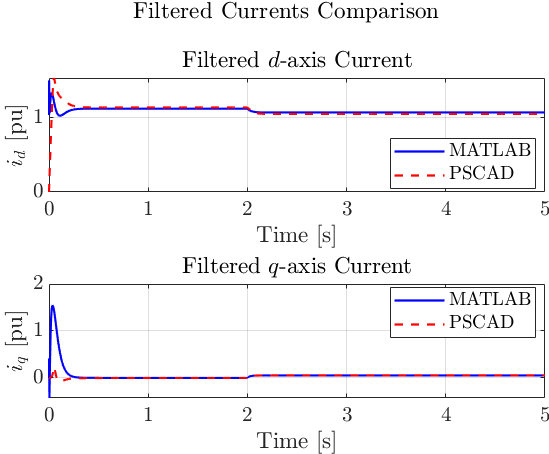 Filtered Currents Comparison
Filtered d-axis Current
i_d [pu]
1
0
MATLAB
PSCAD
0 1 2 3 4 5
Time [s]
Filtered q-axis Current
i_q [pu]
2
1
0
MATLAB
PSCAD
0 1 2 3 4 5
Time [s]